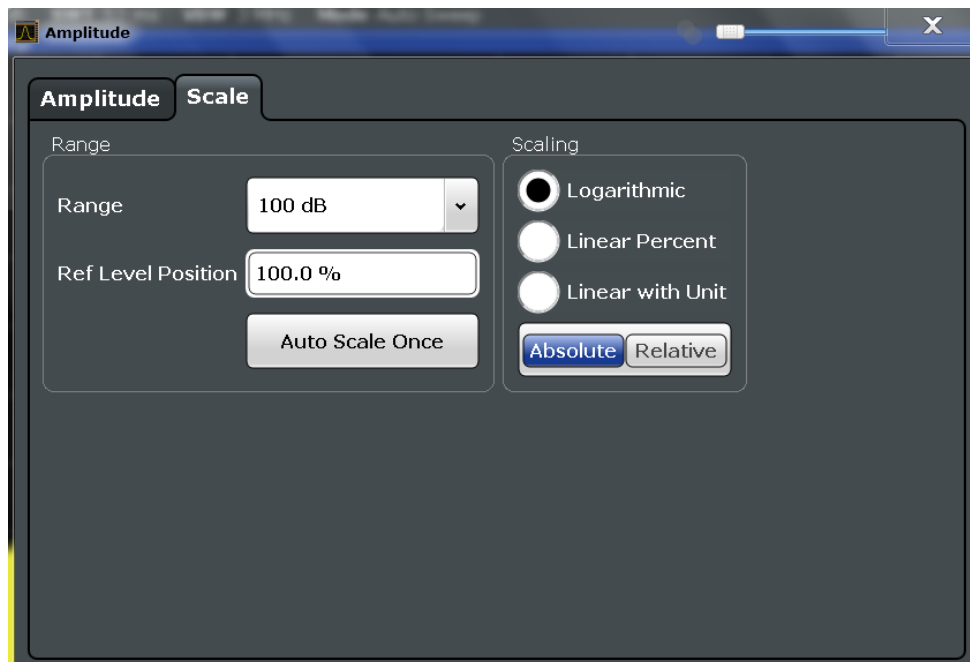 Amplitude
X
Amplitude Scale
Range
Range 100 dB
Ref Level Position 100.0 %
Auto Scale Once
Scaling
Logarithmic
Linear Percent
Linear with Unit
Absolute Relative